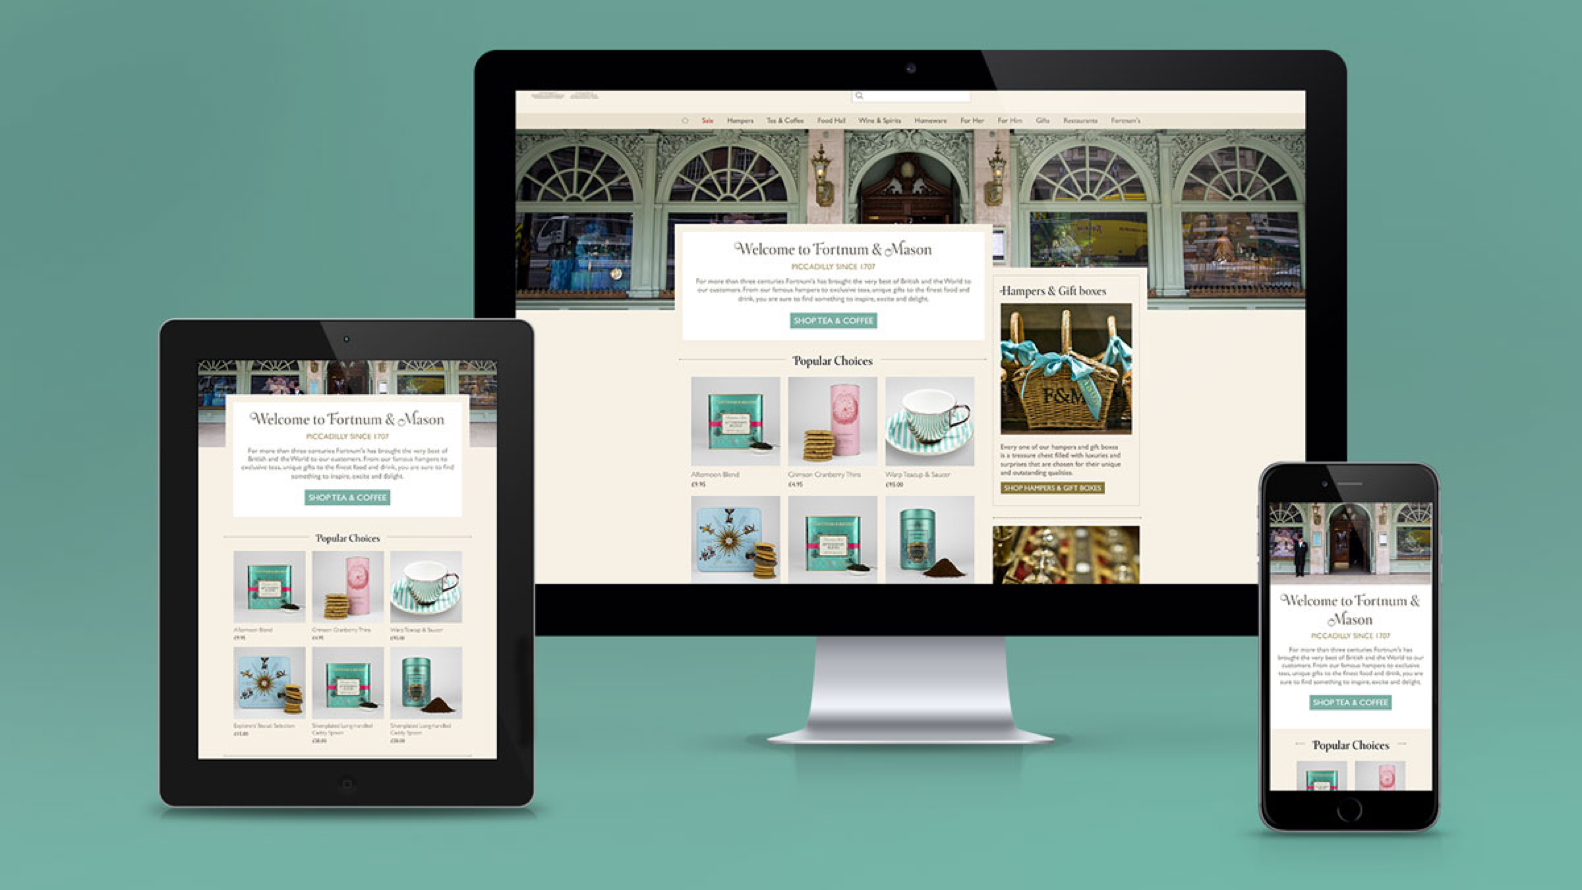 Sale Hampers Tea & Coffee Food Hall Wine & Spirits Homeware For Her For Him Gifts Restaurants Fortnum's
Welcome to Fortnum & Mason
PICCADILLY SINCE 1707
For more than three centuries Fortnum's has brought the very best of British and the World to
our customers. From our famous hampers to exclusive teas, unique gifts to the finest food and
drink, you are sure to find something to inspire, excite and delight.
SHOP TEA & COFFEE
Popular Choices
Afternoon Blend
£9.95
Crimson Cranberry Thins
£4.95
Warp Teacup & Saucer
£95.00
Hampers & Gift boxes
F&M
Every one of our hampers and gift boxes
is a treasure chest filled with luxuries and
surprises that are chosen for their unique
and outstanding qualities.
SHOP HAMPERS & GIFT BOXES
Welcome to Fortnum & Mason
PICCADILLY SINCE 1707
For more than three centuries Fortnum's has brought the very best of
British and the World to our customers. From our famous hampers to
exclusive teas, unique gifts to the finest food and drink, you are sure to find
something to inspire, excite and delight.
SHOP TEA & COFFEE
Popular Choices
Afternoon Blend
£9.95
Crimson Cranberry Thins
£4.95
Warp Teacup & Saucer
£95.00
Explorer's Biscuit Selection
Silverplated Long Handled
Caddy Spoon
Silverplated Long Handled
Caddy Spoon
Welcome to Fortnum &
Mason
PICCADILLY SINCE 1707
For more than three centuries Fortnum's has
brought the very best of British and the World to our
customers. From our famous hampers to exclusive
teas, unique gifts to the finest food and drink, you are
sure to find something to inspire, excite and delight.
SHOP TEA & COFFEE
Popular Choices